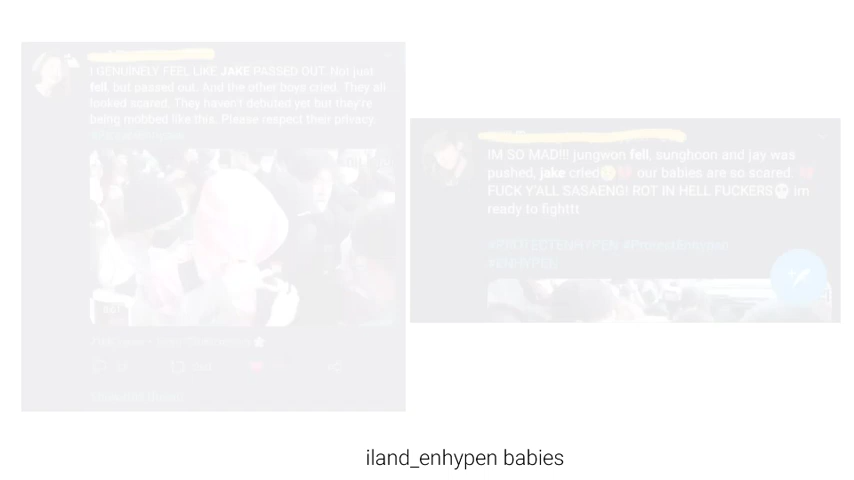 I GENUINELY FEEL LIKE JAKE PASSED OUT. Not just
fell, but passed out. And the other boys cried. They all
looked scared. They haven't debuted yet but they're
being mobbed like this. Please respect their privacy.
IM SO MAD!!! jungwon fell, sunghoon and jay was
pushed, jake cried😢💔 our babies are so scared. 💔
FUCK Y'ALL SASAENG! ROT IN HELL FUCKERS💀 im
ready to fighttt
#PROTECTENHYPEN
#ENHYPEN
iland_enhypen babies